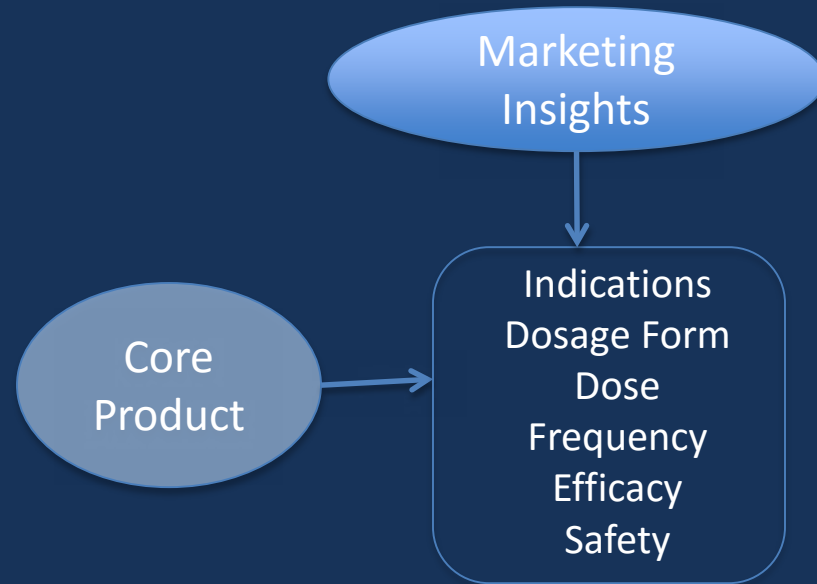 Marketing
Insights
Core
Product
Indications
Dosage Form
Dose
Frequency
Efficacy
Safety